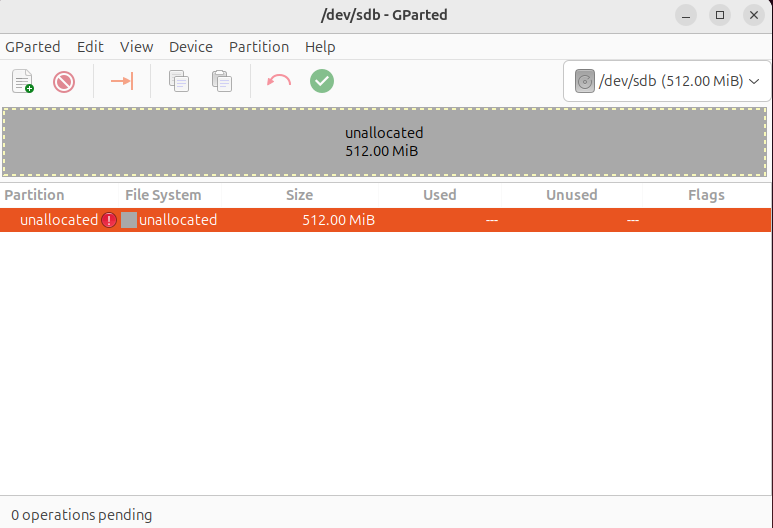 /dev/sdb - GParted
GParted Edit View Device Partition Help
/dev/sdb (512.00 MiB)
unallocated
512.00 MiB
Partition File System Size Used Unused Flags
unallocated unallocated 512.00 MiB --- ---
0 operations pending